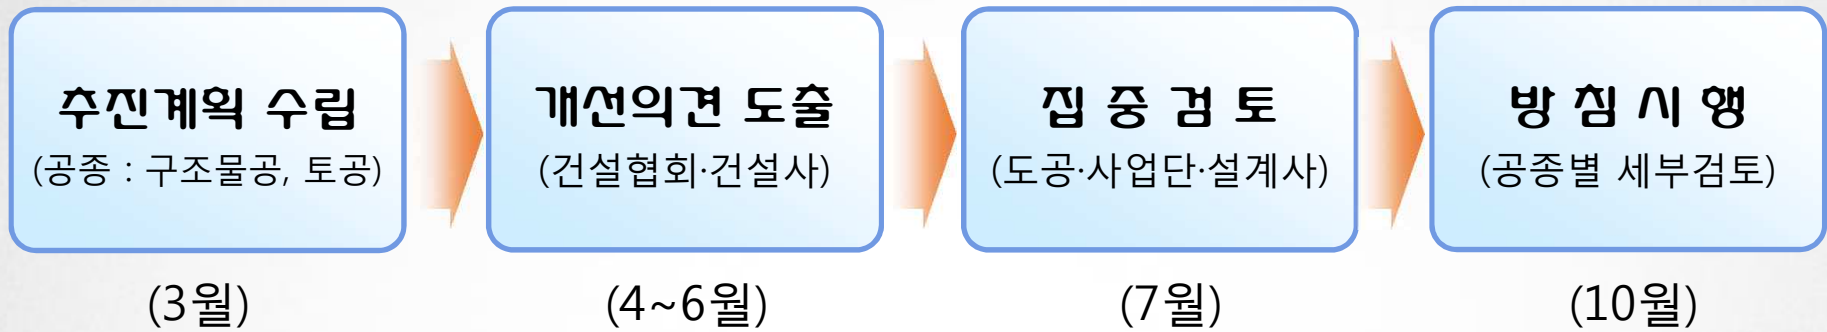 추진계획 수립
(공종 : 구조물공, 토공)
(3월)
개선의견 도출
(건설협회·건설사)
(4~6월)
집 중 검 토
(도공·사업단·설계사)
(7월)
방 침 시 행
(공종별 세부검토)
(10월)